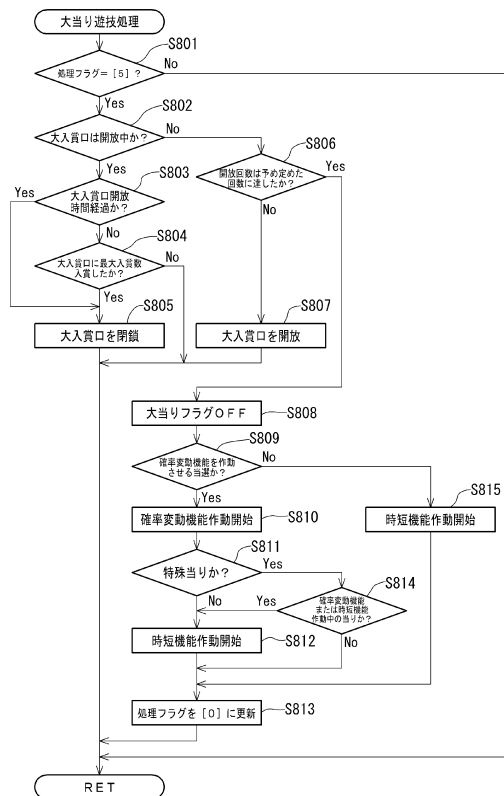 大当り遊技処理
S801
処理フラグ=［5］？
No
Yes
S802
大入賞口は開放中か？
No
Yes
S806
開放回数は予め定めた
回数に達したか？
Yes
No
S803
大入賞口開放
時間経過か？
Yes
No
S804
大入賞口に最大入賞数
入賞したか？
No
Yes
S805
大入賞口を閉鎖
S807
大入賞口を開放
大当りフラグOFF
S808
S809
確率変動機能を作動
させる当選か？
No
Yes
S815
時短機能作動開始
確率変動機能作動開始
S810
S811
特殊当りか？
Yes
No
S814
確率変動機能
または時短機能
作動中の当りか？
Yes
No
時短機能作動開始
S812
処理フラグを［0］に更新
S813
RET